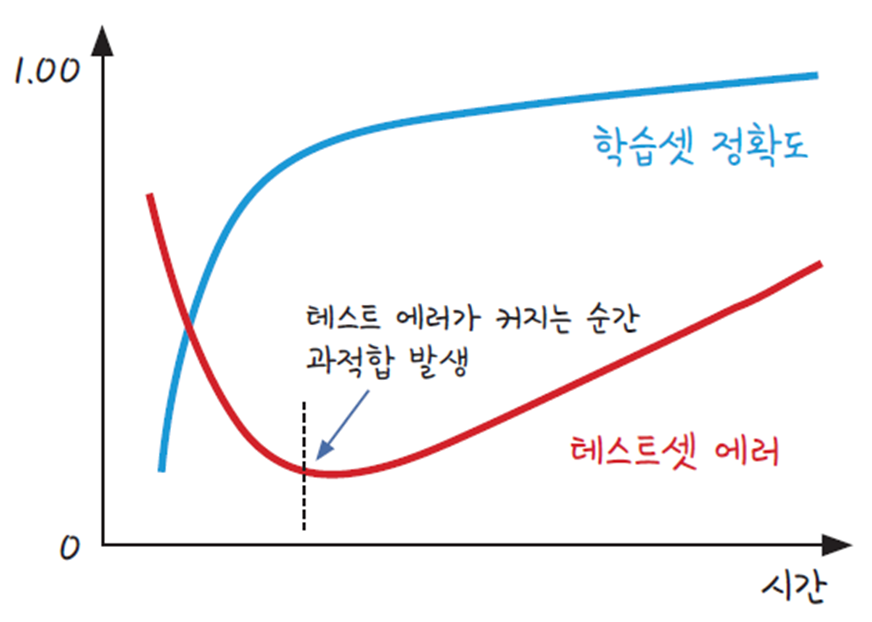 1.00
학습셋 정확도
테스트 에러가 커지는 순간
과적합 발생
테스트셋 에러
0
시간